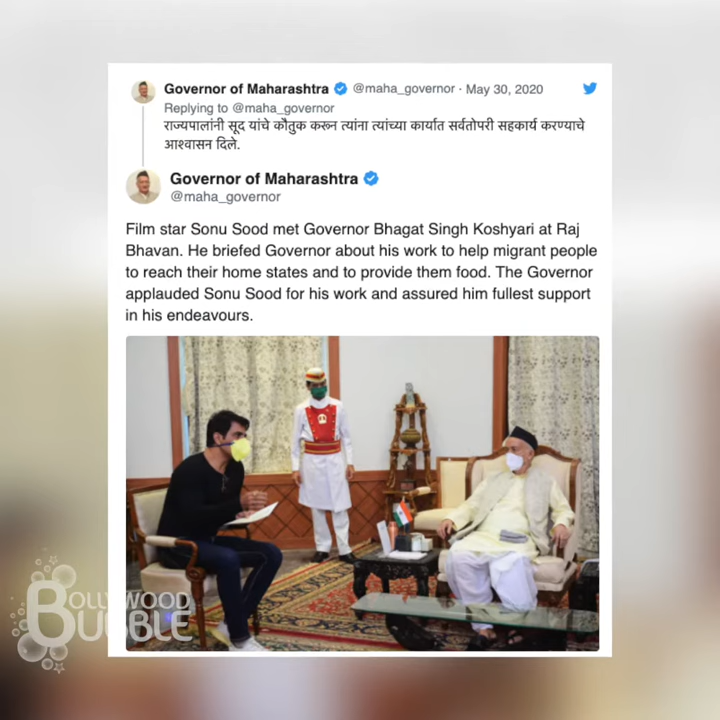 Governor of Maharashtra @maha_governor · May 30, 2020
Replying to @maha_governor
राज्यपालांनी सूद यांचे कौतुक करून त्यांना त्यांच्या कार्यात सर्वतोपरी सहकार्य करण्याचे
आश्वासन दिले.
Governor of Maharashtra
@maha_governor
Film star Sonu Sood met Governor Bhagat Singh Koshyari at Raj
Bhavan. He briefed Governor about his work to help migrant people
to reach their home states and to provide them food. The Governor
applauded Sonu Sood for his work and assured him fullest support
in his endeavours.
BOLLYWOOD
BUBBLE